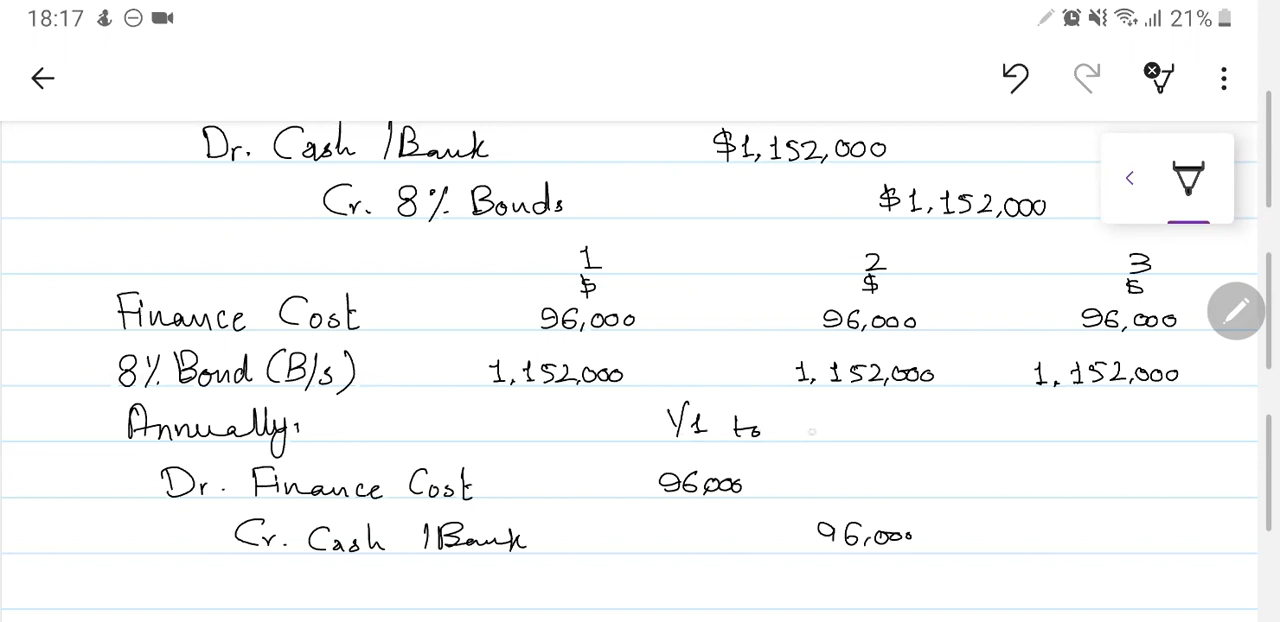 18:17 21%
Dr. Cash / Bank $1,152,000
Cr. 8% Bonds $1,152,000
1 2 3
$ $ $
Finance Cost 96,000 96,000 96,000
8% Bond (B/s) 1,152,000 1,152,000 1,152,000
Annually: Y1 to
Dr. Finance Cost 96,000
Cr. Cash / Bank 96,000